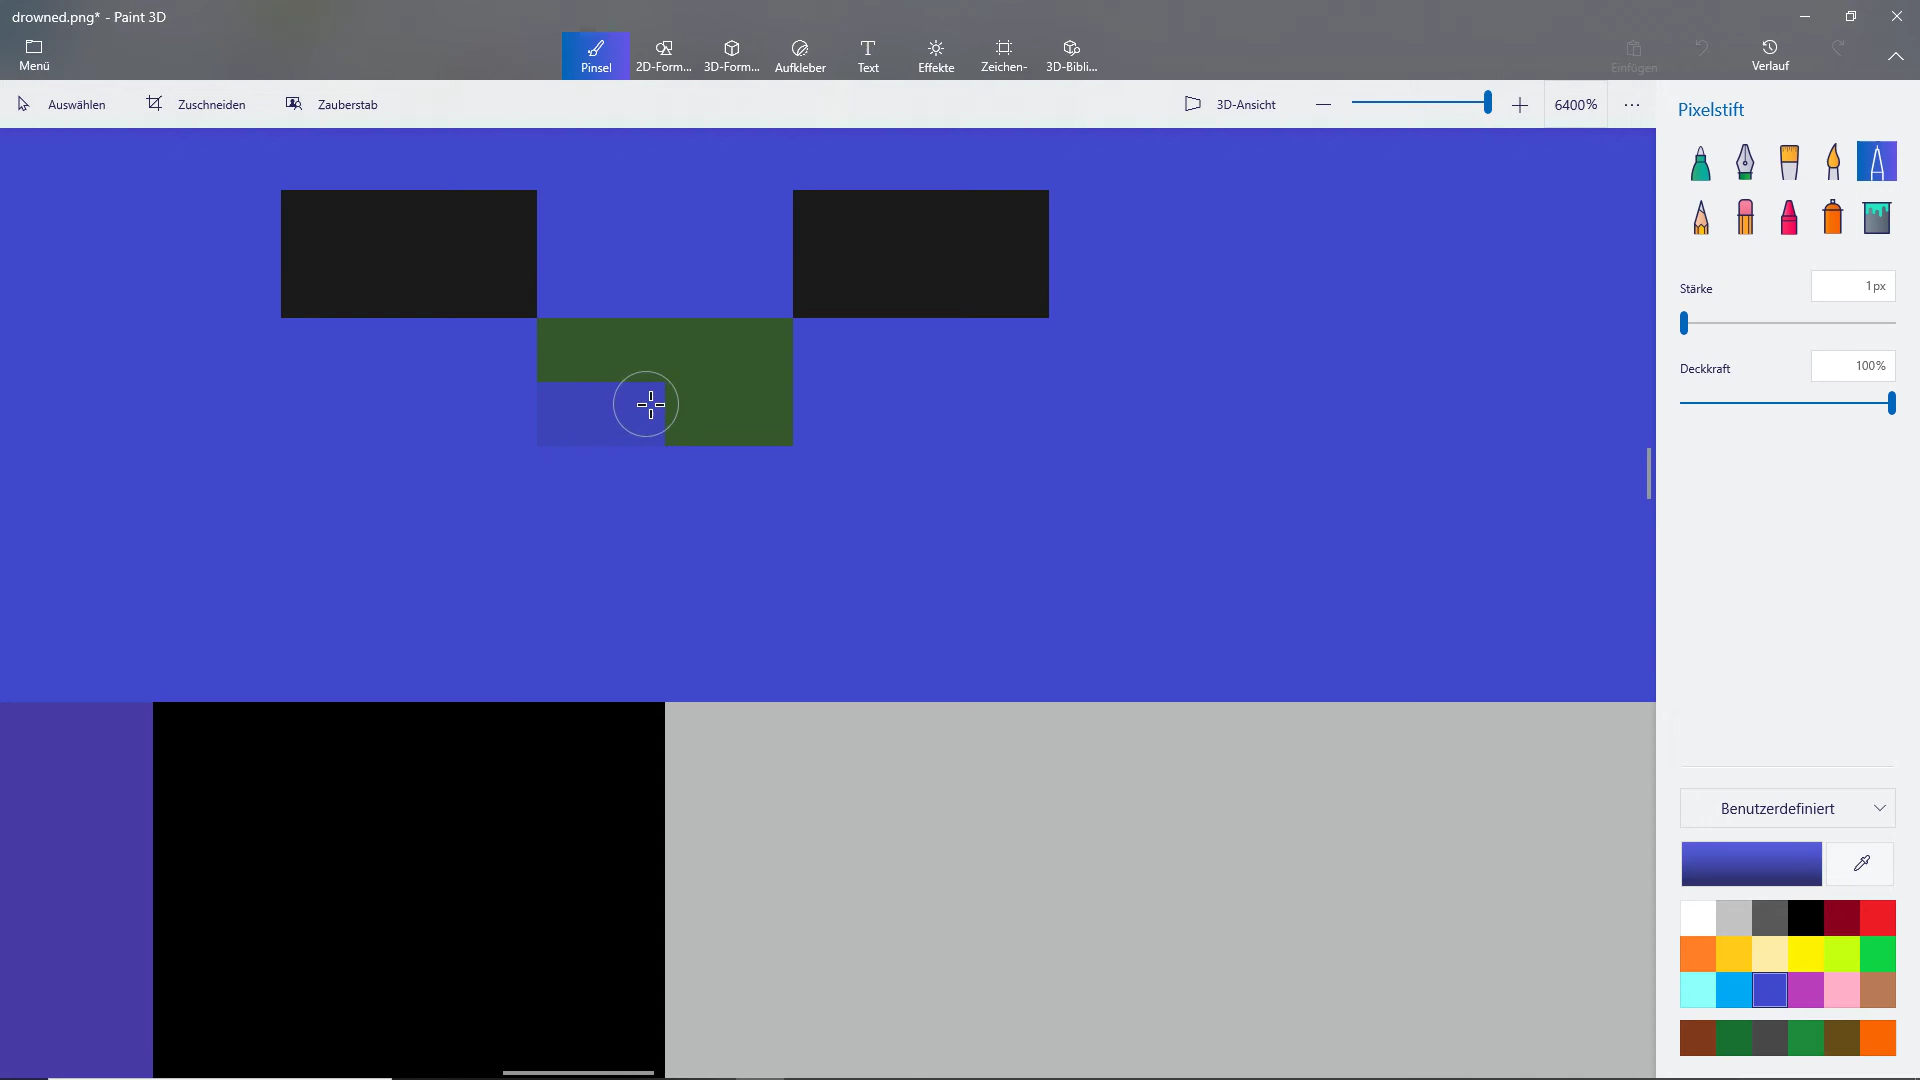 drowned.png* - Paint 3D
Menü
Pinsel
2D-Form...
3D-Form...
Aufkleber
Text
Effekte
Zeichen-
3D-Bibli...
Einfügen
Verlauf
Auswählen
Zuschneiden
Zauberstab
3D-Ansicht
6400%
Pixelstift
Stärke
1px
Deckkraft
100%
Benutzerdefiniert